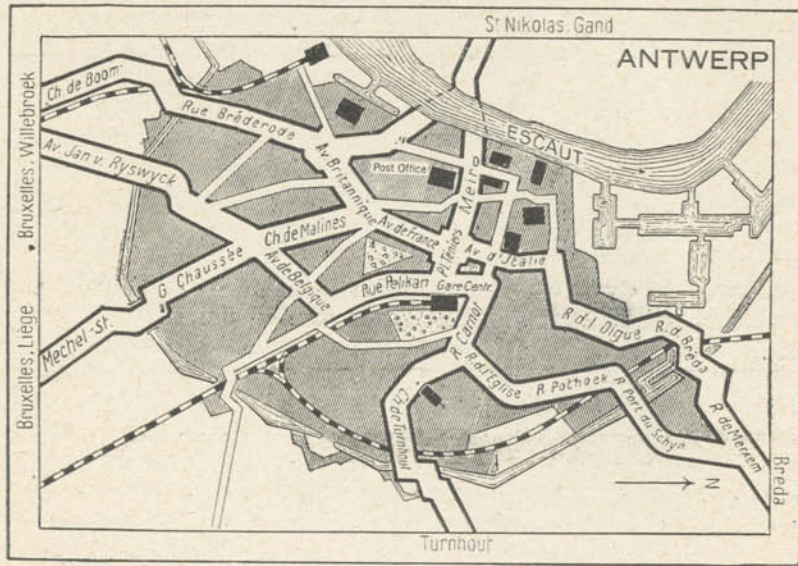 St Nikolas. Gand
ANTWERP
Ch. de Boom.
Rue Bréderode
ESCAUT
Bruxelles, Willebroek
Av. Jan v. Ryswyck
Av. Britannique
Post Office
Meir
Ch. de Malines
Av. de France
Pl. Teniers
Av. d'Italie
G. Chaussée
Av. de Belgique
Rue Pelikan
Gare Centr.
Bruxelles, Liège
Mechel-St.
R. Carnot
R. d. l. Digue
R. d. Bréda
R. d. l'Eglise
R. Pothoek
R. Port du Schyn
R. de Merxem
Ch. de Turnhout
N
Breda
Turnhout